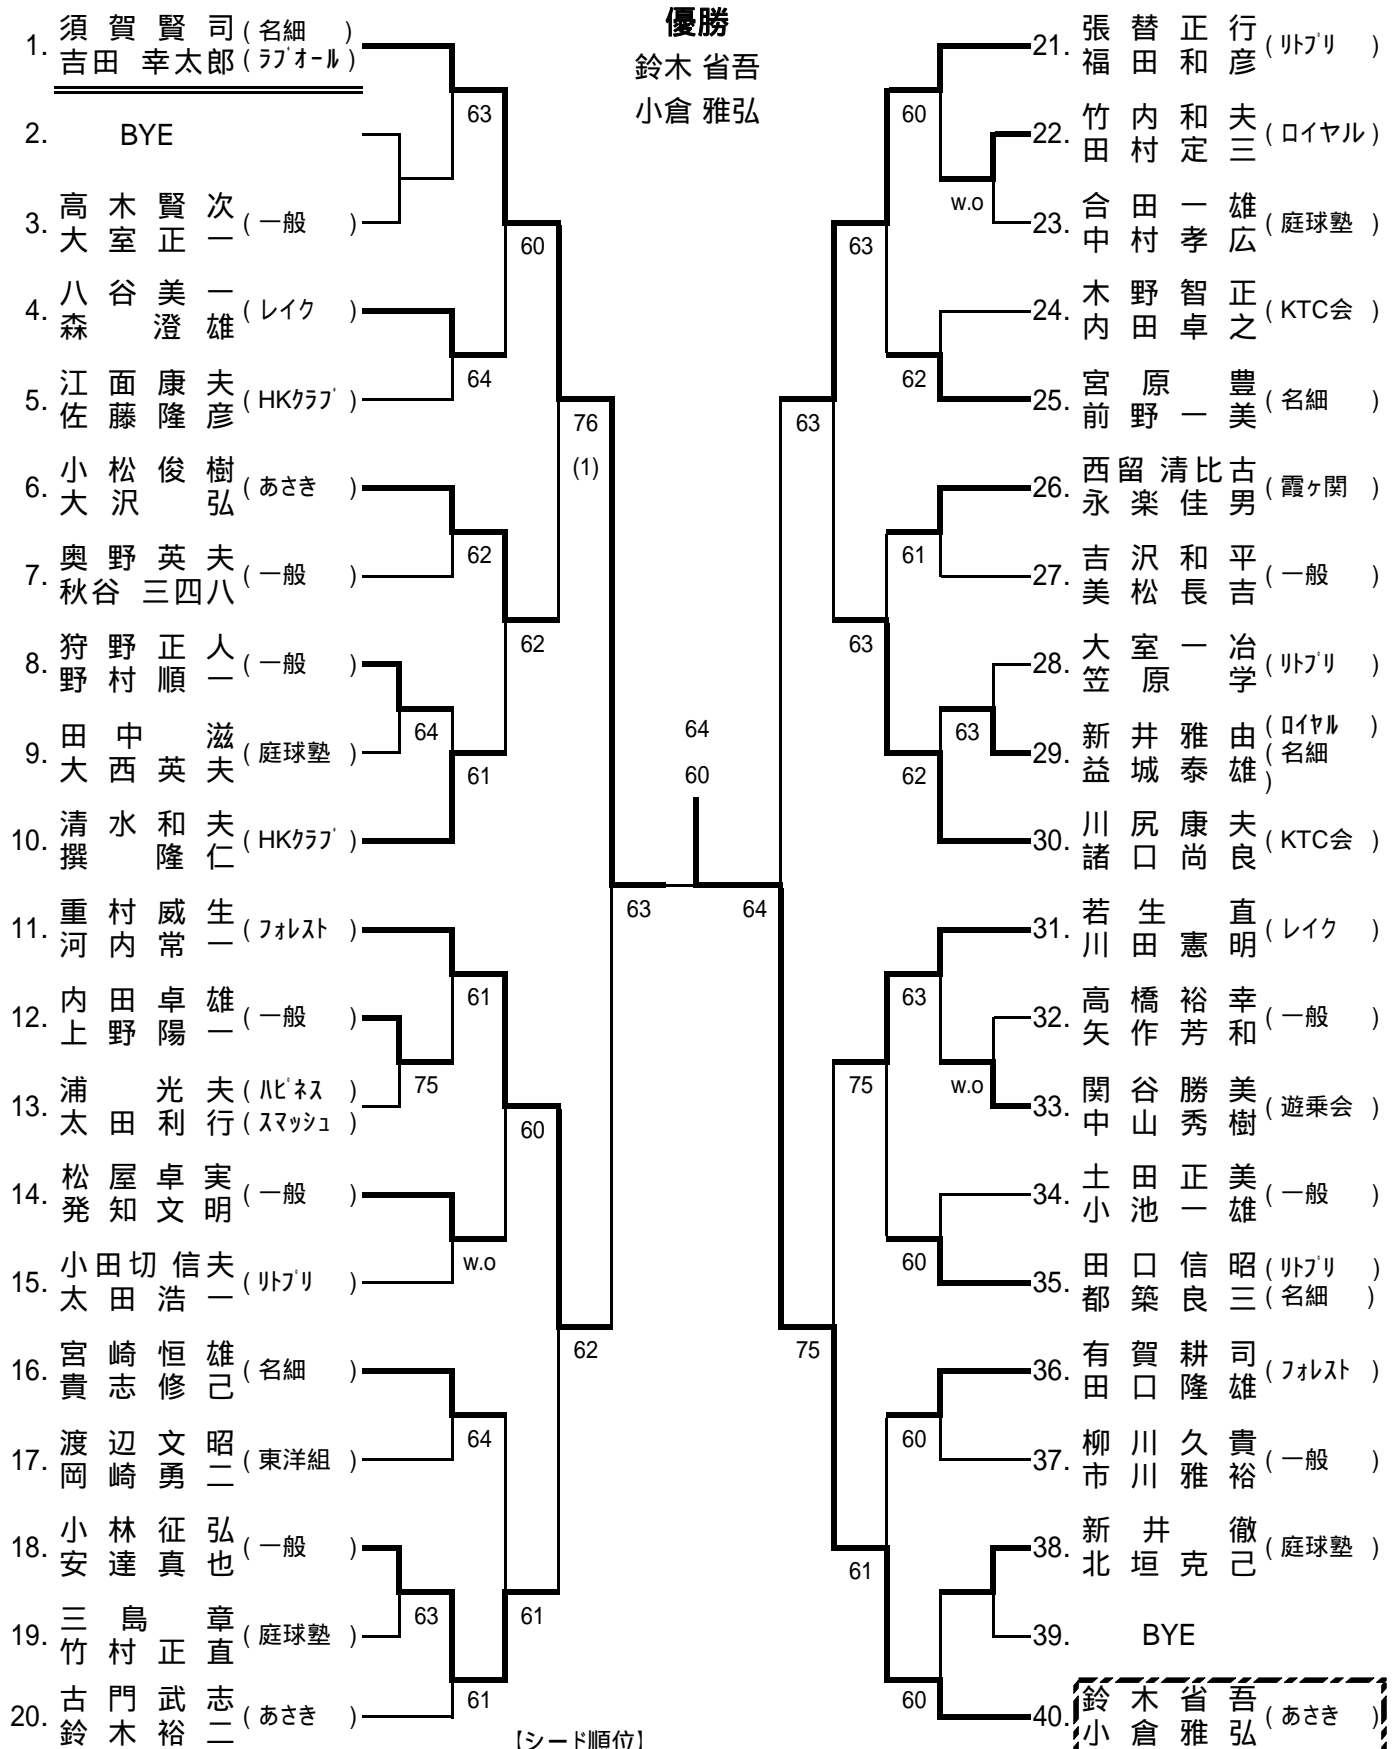 優勝
鈴木 省吾
小倉 雅弘
1. 須賀賢司 (名細)
吉田 幸太郎 (ラブオール)
2. BYE
3. 高木賢次
大室正一 (一般)
4. 八谷美一
森 澄雄 (レイク)
5. 江面康夫
佐藤隆彦 (HKクラブ)
6. 小松俊樹
大沢 弘 (あさき)
7. 奥野英夫
秋谷 三四八 (一般)
8. 狩野正人
野村順一 (一般)
9. 田中 滋
大西英夫 (庭球塾)
10. 清水和夫
撰 隆仁 (HKクラブ)
11. 重村威生
河内常一 (フォレスト)
12. 内田卓雄
上野陽一 (一般)
13. 浦 光夫 (ハピネス)
太田利行 (スマッシュ)
14. 松屋卓実
発知文明 (一般)
15. 小田切 信夫
太田浩一 (リトプリ)
16. 宮崎恒雄
貴志修己 (名細)
17. 渡辺文昭
岡崎勇二 (東洋組)
18. 小林征弘
安達真也 (一般)
19. 三島 章
竹村正直 (庭球塾)
20. 古門武志
鈴木裕二 (あさき)
63
60
64
76
(1)
62
62
64
61
63
61
75
60
w.o
62
64
63
61
61
64
60
64
60
w.o
63
62
63
61
63
63
62
63
w.o
75
60
75
60
61
60
21. 張替正行
福田和彦 (リトプリ)
22. 竹内和夫
田村定三 (ロイヤル)
23. 合田一雄
中村孝広 (庭球塾)
24. 木野智正
内田卓之 (KTC会)
25. 宮原 豊
前野一美 (名細)
26. 西留 清比古
永楽佳男 (霞ヶ関)
27. 吉沢和平
美松長吉 (一般)
28. 大室一冶
笠原 学 (リトプリ)
29. 新井雅由 (ロイヤル)
益城泰雄 (名細)
30. 川尻康夫
諸口尚良 (KTC会)
31. 若生 直
川田憲明 (レイク)
32. 高橋裕幸
矢作芳和 (一般)
33. 関谷勝美
中山秀樹 (遊乗会)
34. 土田正美
小池一雄 (一般)
35. 田口信昭 (リトプリ)
都築良三 (名細)
36. 有賀耕司
田口隆雄 (フォレスト)
37. 柳川久貴
市川雅裕 (一般)
38. 新井 徹
北垣克己 (庭球塾)
39. BYE
40. 鈴木省吾
小倉雅弘 (あさき)
【シード順位】